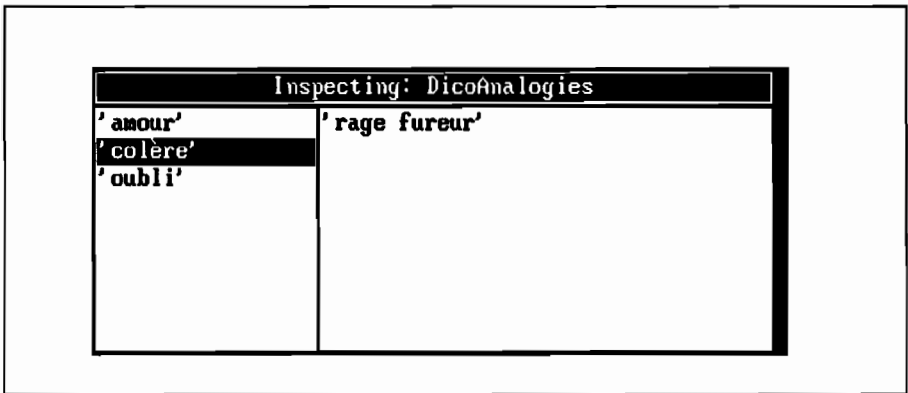 Inspecting: DicoAnalogies
'amour'
'colère'
'oubli'
'rage fureur'